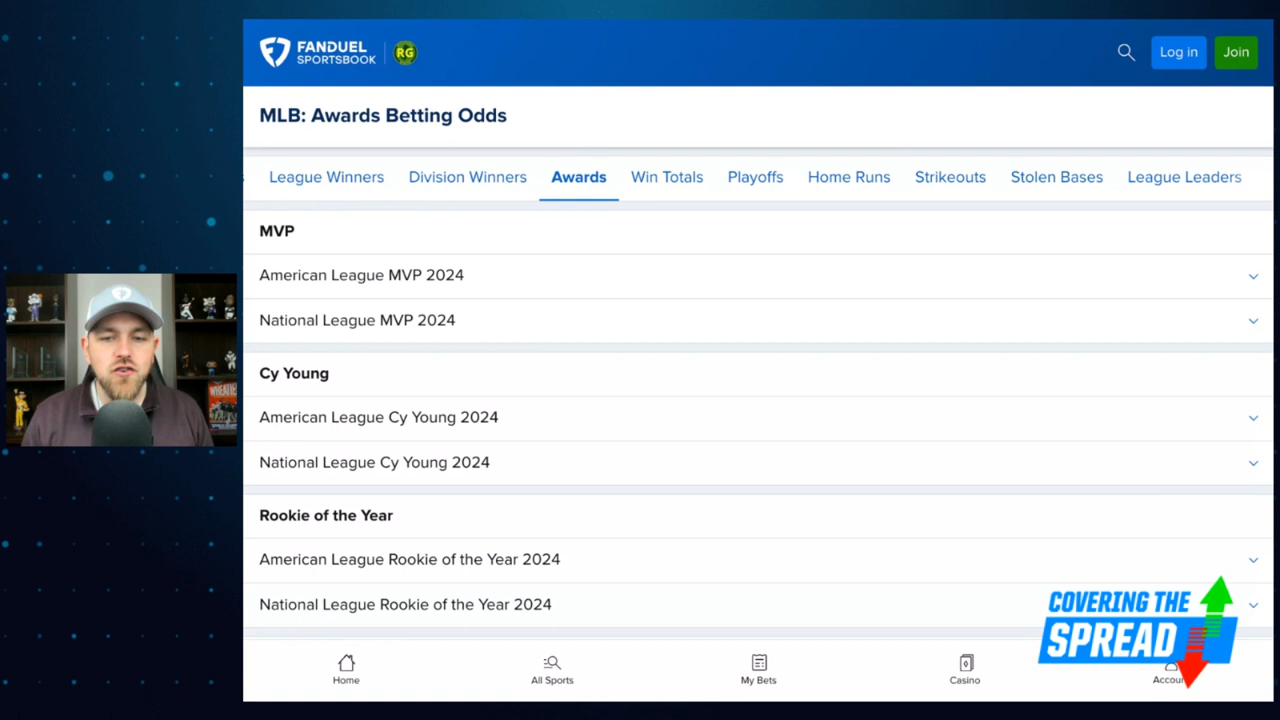 FANDUEL
SPORTSBOOK
RG
Log in
Join
MLB: Awards Betting Odds
League Winners
Division Winners
Awards
Win Totals
Playoffs
Home Runs
Strikeouts
Stolen Bases
League Leaders
MVP
American League MVP 2024
National League MVP 2024
Cy Young
American League Cy Young 2024
National League Cy Young 2024
Rookie of the Year
American League Rookie of the Year 2024
National League Rookie of the Year 2024
COVERING THE
SPREAD
Home
All Sports
My Bets
Casino